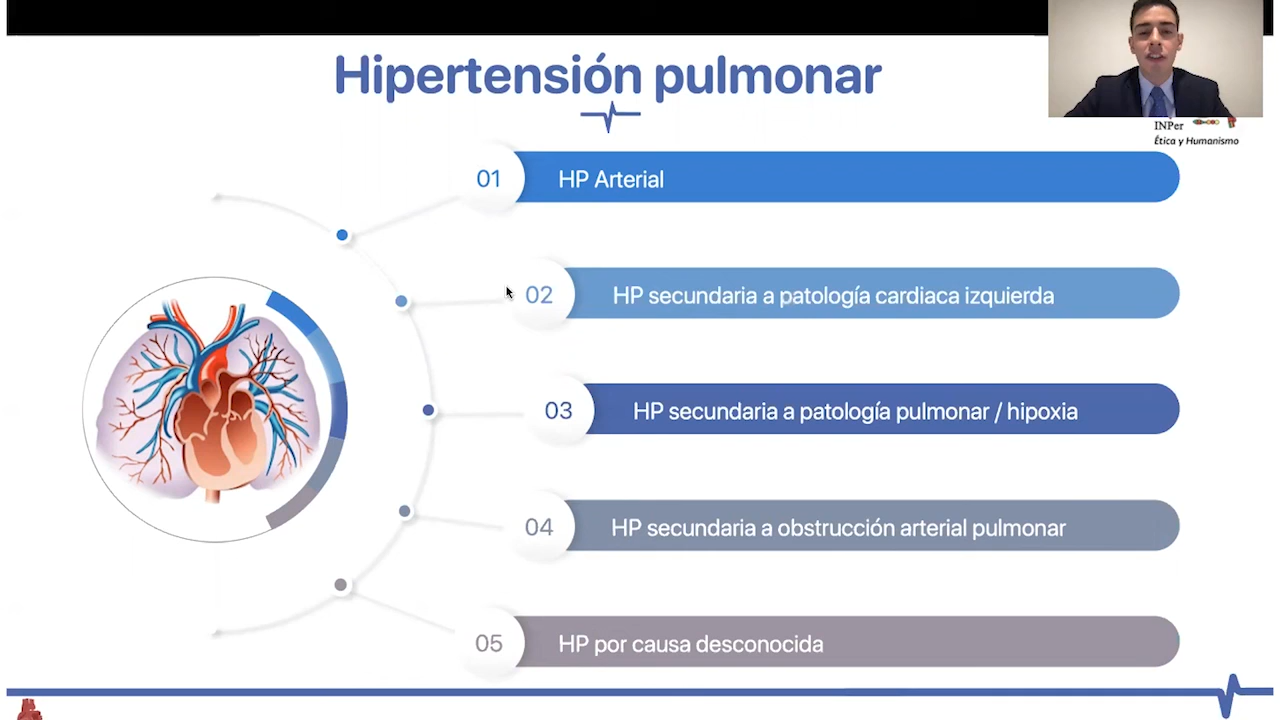 Hipertensión pulmonar
INPer
Ética y Humanismo
01 HP Arterial
02 HP secundaria a patología cardiaca izquierda
03 HP secundaria a patología pulmonar / hipoxia
04 HP secundaria a obstrucción arterial pulmonar
05 HP por causa desconocida